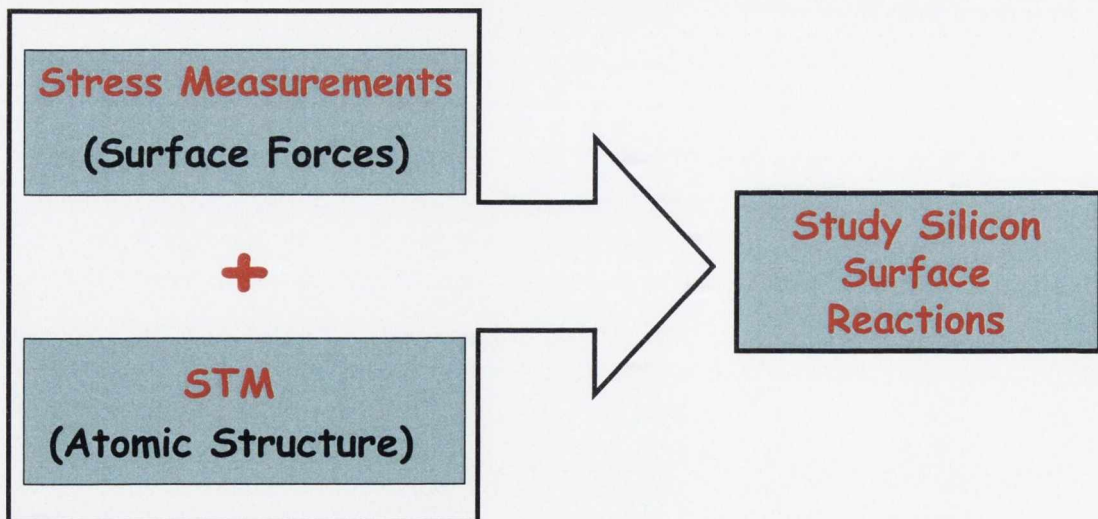 Stress Measurements
(Surface Forces)
+
STM
(Atomic Structure)
Study Silicon
Surface
Reactions